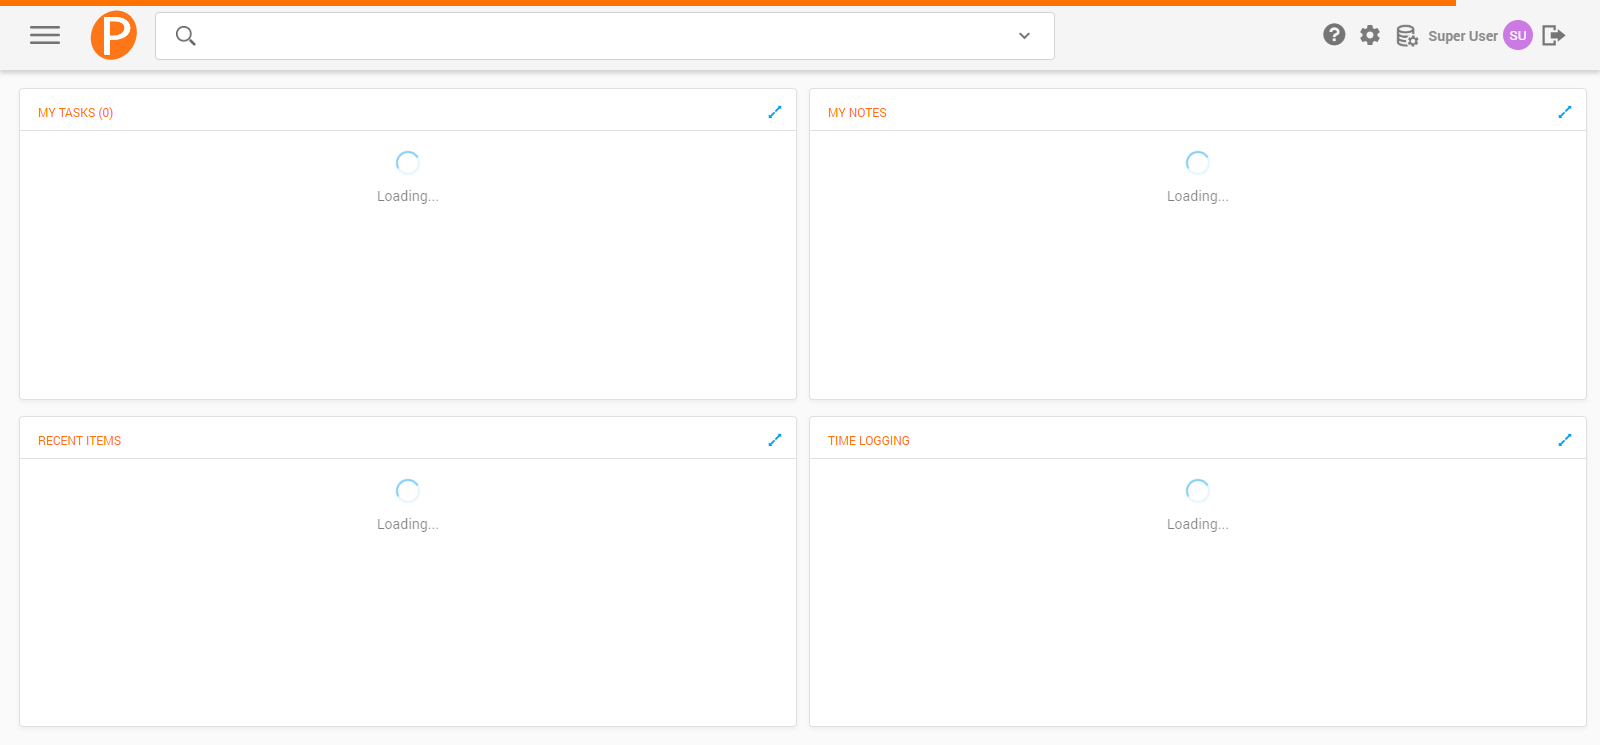 P
Super User SU
MY TASKS (0)
Loading...
MY NOTES
Loading...
RECENT ITEMS
Loading...
TIME LOGGING
Loading...